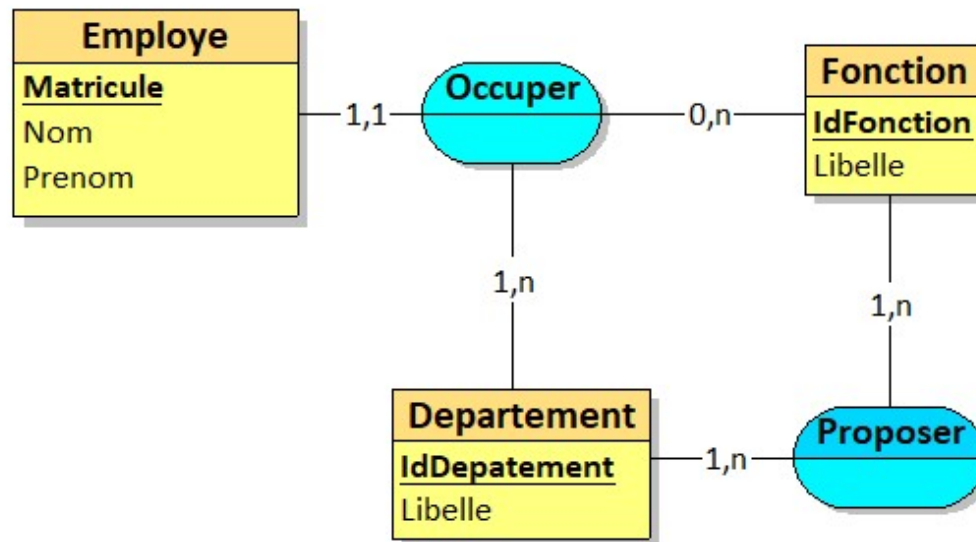 Employe
Matricule
Nom
Prenom
1,1
Occuper
0,n
Fonction
IdFonction
Libelle
1,n
1,n
Departement
IdDepatement
Libelle
1,n
Proposer